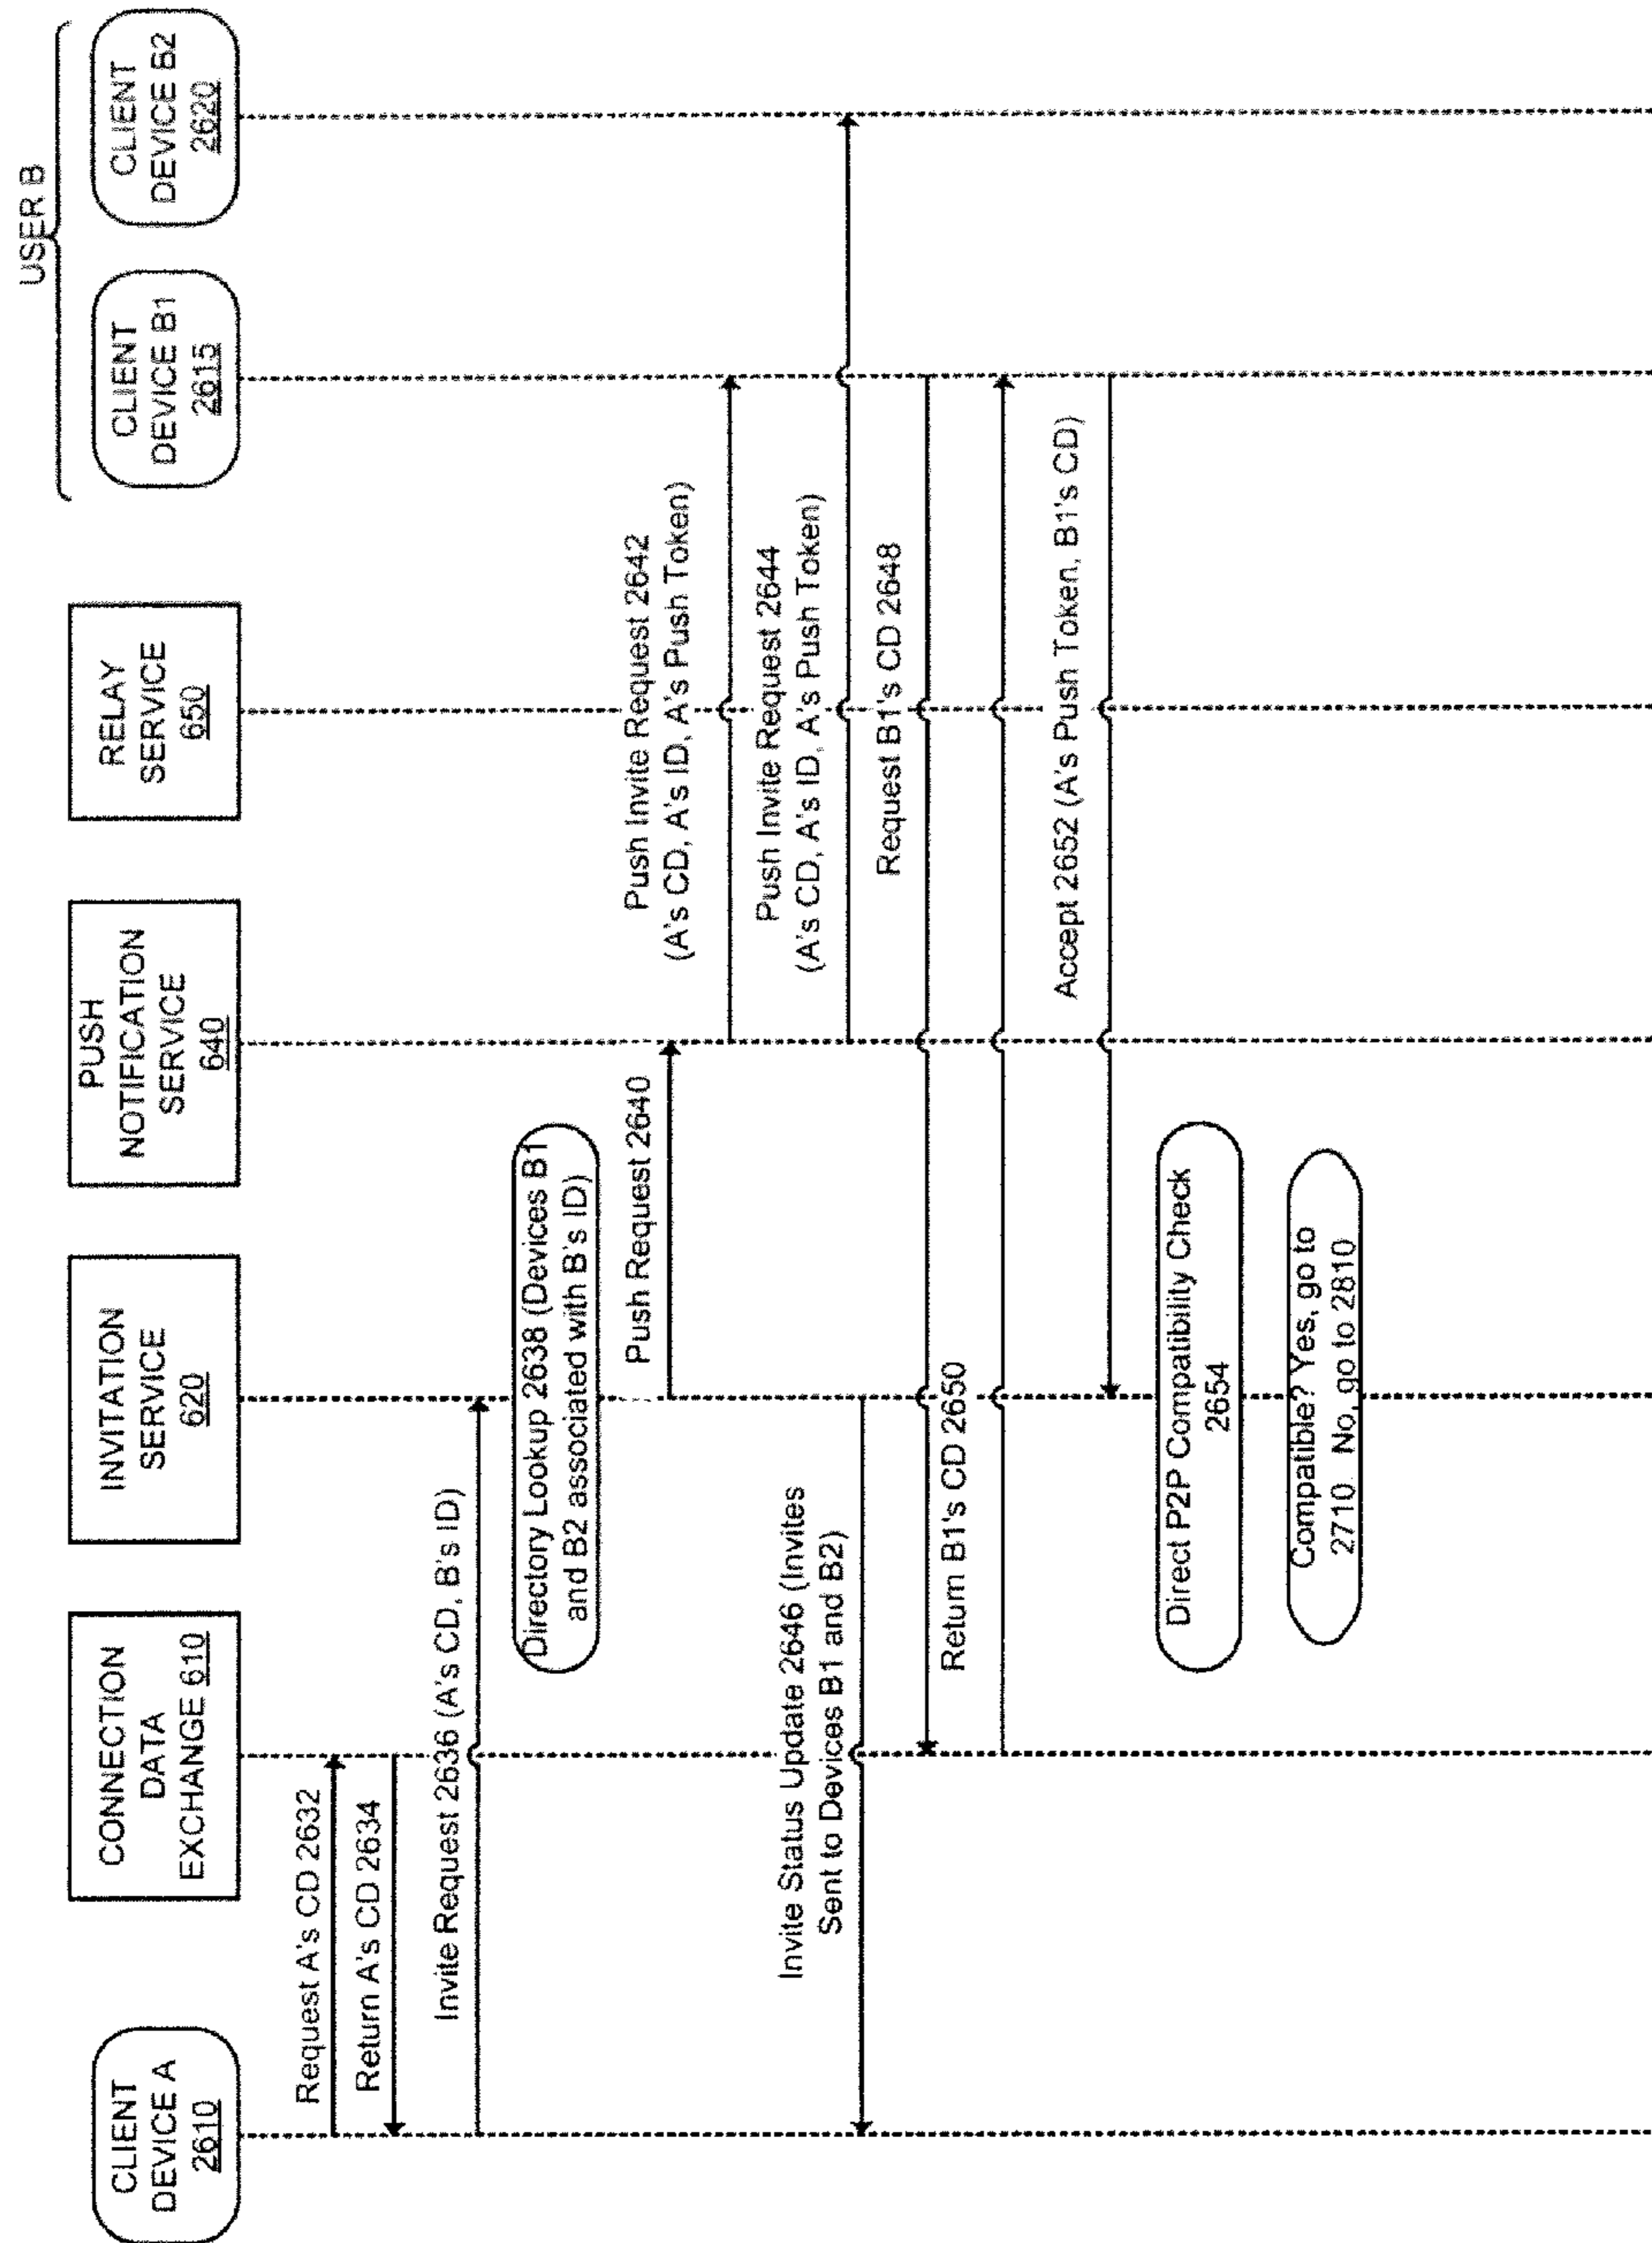 USER B
CLIENT
DEVICE A
2610
CONNECTION
DATA
EXCHANGE 610
INVITATION
SERVICE
620
PUSH
NOTIFICATION
SERVICE
640
RELAY
SERVICE
650
CLIENT
DEVICE B1
2615
CLIENT
DEVICE B2
2620
Request A's CD 2632
Return A's CD 2634
Invite Request 2636 (A's CD, B's ID)
Directory Lookup 2638 (Devices B1
and B2 associated with B's ID)
Push Request 2640
Push Invite Request 2642
(A's CD, A's ID, A's Push Token)
Push Invite Request 2644
(A's CD, A's ID, A's Push Token)
Invite Status Update 2646 (Invites
Sent to Devices B1 and B2)
Request B1's CD 2648
Return B1's CD 2650
Accept 2652 (A's Push Token, B1's CD)
Direct P2P Compatibility Check
2654
Compatible? Yes, go to
2710. No, go to 2810